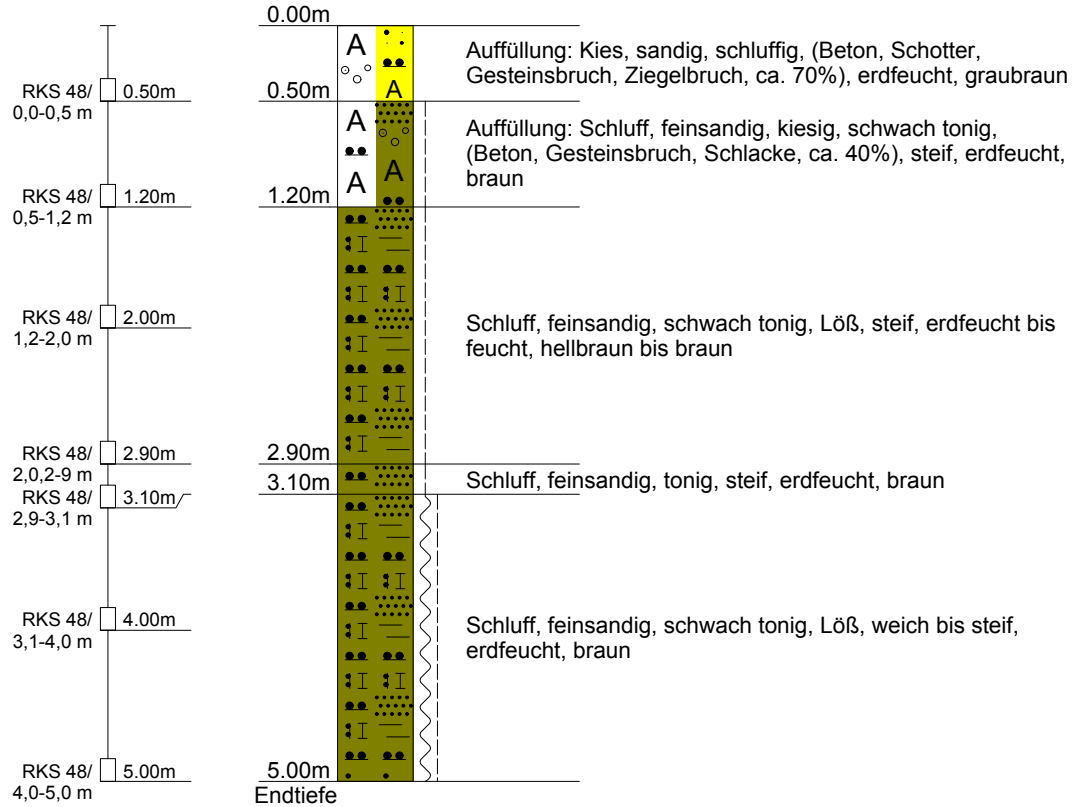 0.00m
A
A
Auffüllung: Kies, sandig, schluffig, (Beton, Schotter,
Gesteinsbruch, Ziegelbruch, ca. 70%), erdfeucht, graubraun
RKS 48/
0,0-0,5 m
0.50m
0.50m
A
A
A
Auffüllung: Schluff, feinsandig, kiesig, schwach tonig,
(Beton, Gesteinsbruch, Schlacke, ca. 40%), steif, erdfeucht,
braun
RKS 48/
0,5-1,2 m
1.20m
1.20m
RKS 48/
1,2-2,0 m
2.00m
Schluff, feinsandig, schwach tonig, Löß, steif, erdfeucht bis
feucht, hellbraun bis braun
RKS 48/
2,0,2-9 m
2.90m
2.90m
RKS 48/
2,9-3,1 m
3.10m
3.10m
Schluff, feinsandig, tonig, steif, erdfeucht, braun
RKS 48/
3,1-4,0 m
4.00m
Schluff, feinsandig, schwach tonig, Löß, weich bis steif,
erdfeucht, braun
RKS 48/
4,0-5,0 m
5.00m
5.00m
Endtiefe